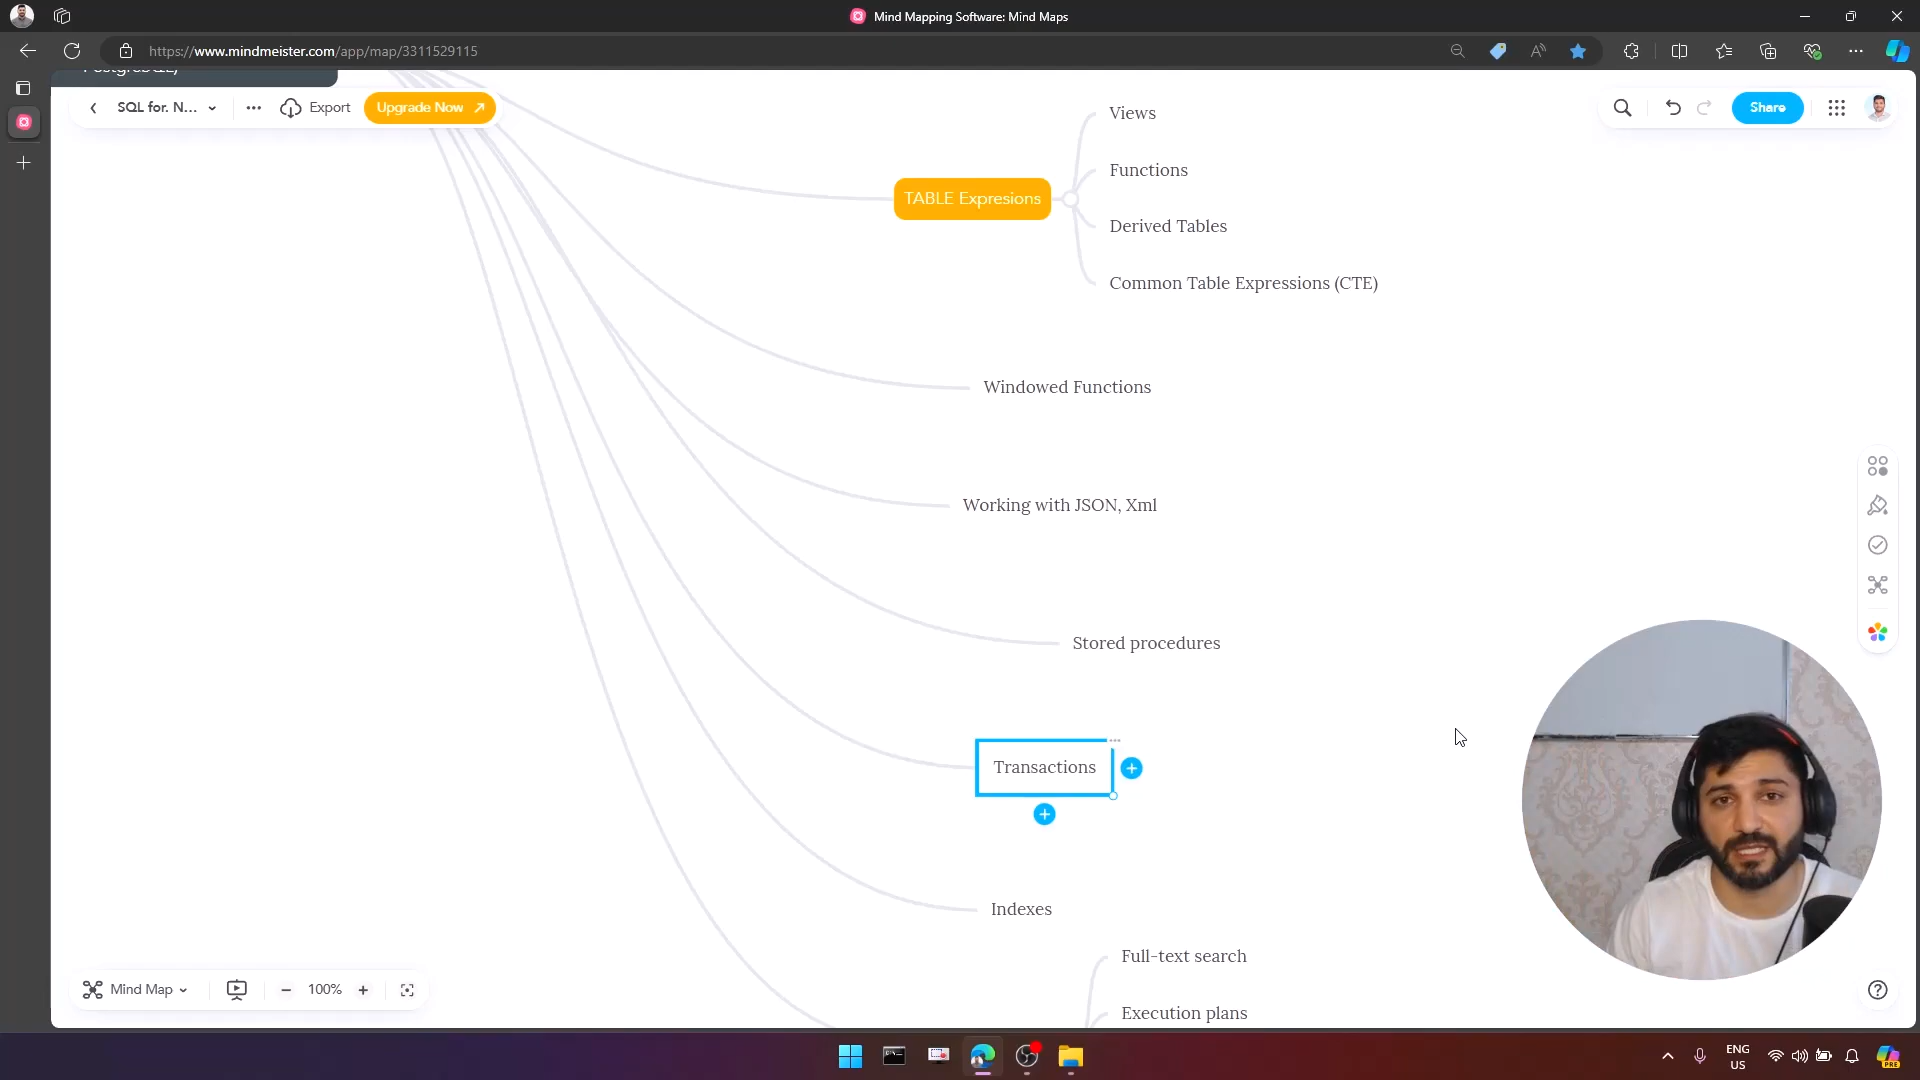 Mind Mapping Software: Mind Maps
https://www.mindmeister.com/app/map/3311529115
SQL for. N...
Export
Upgrade Now
Share
Views
Functions
TABLE Expresions
Derived Tables
Common Table Expressions (CTE)
Windowed Functions
Working with JSON, Xml
Stored procedures
Transactions
Indexes
Full-text search
Execution plans
Mind Map
100%
ENG
US
PRE